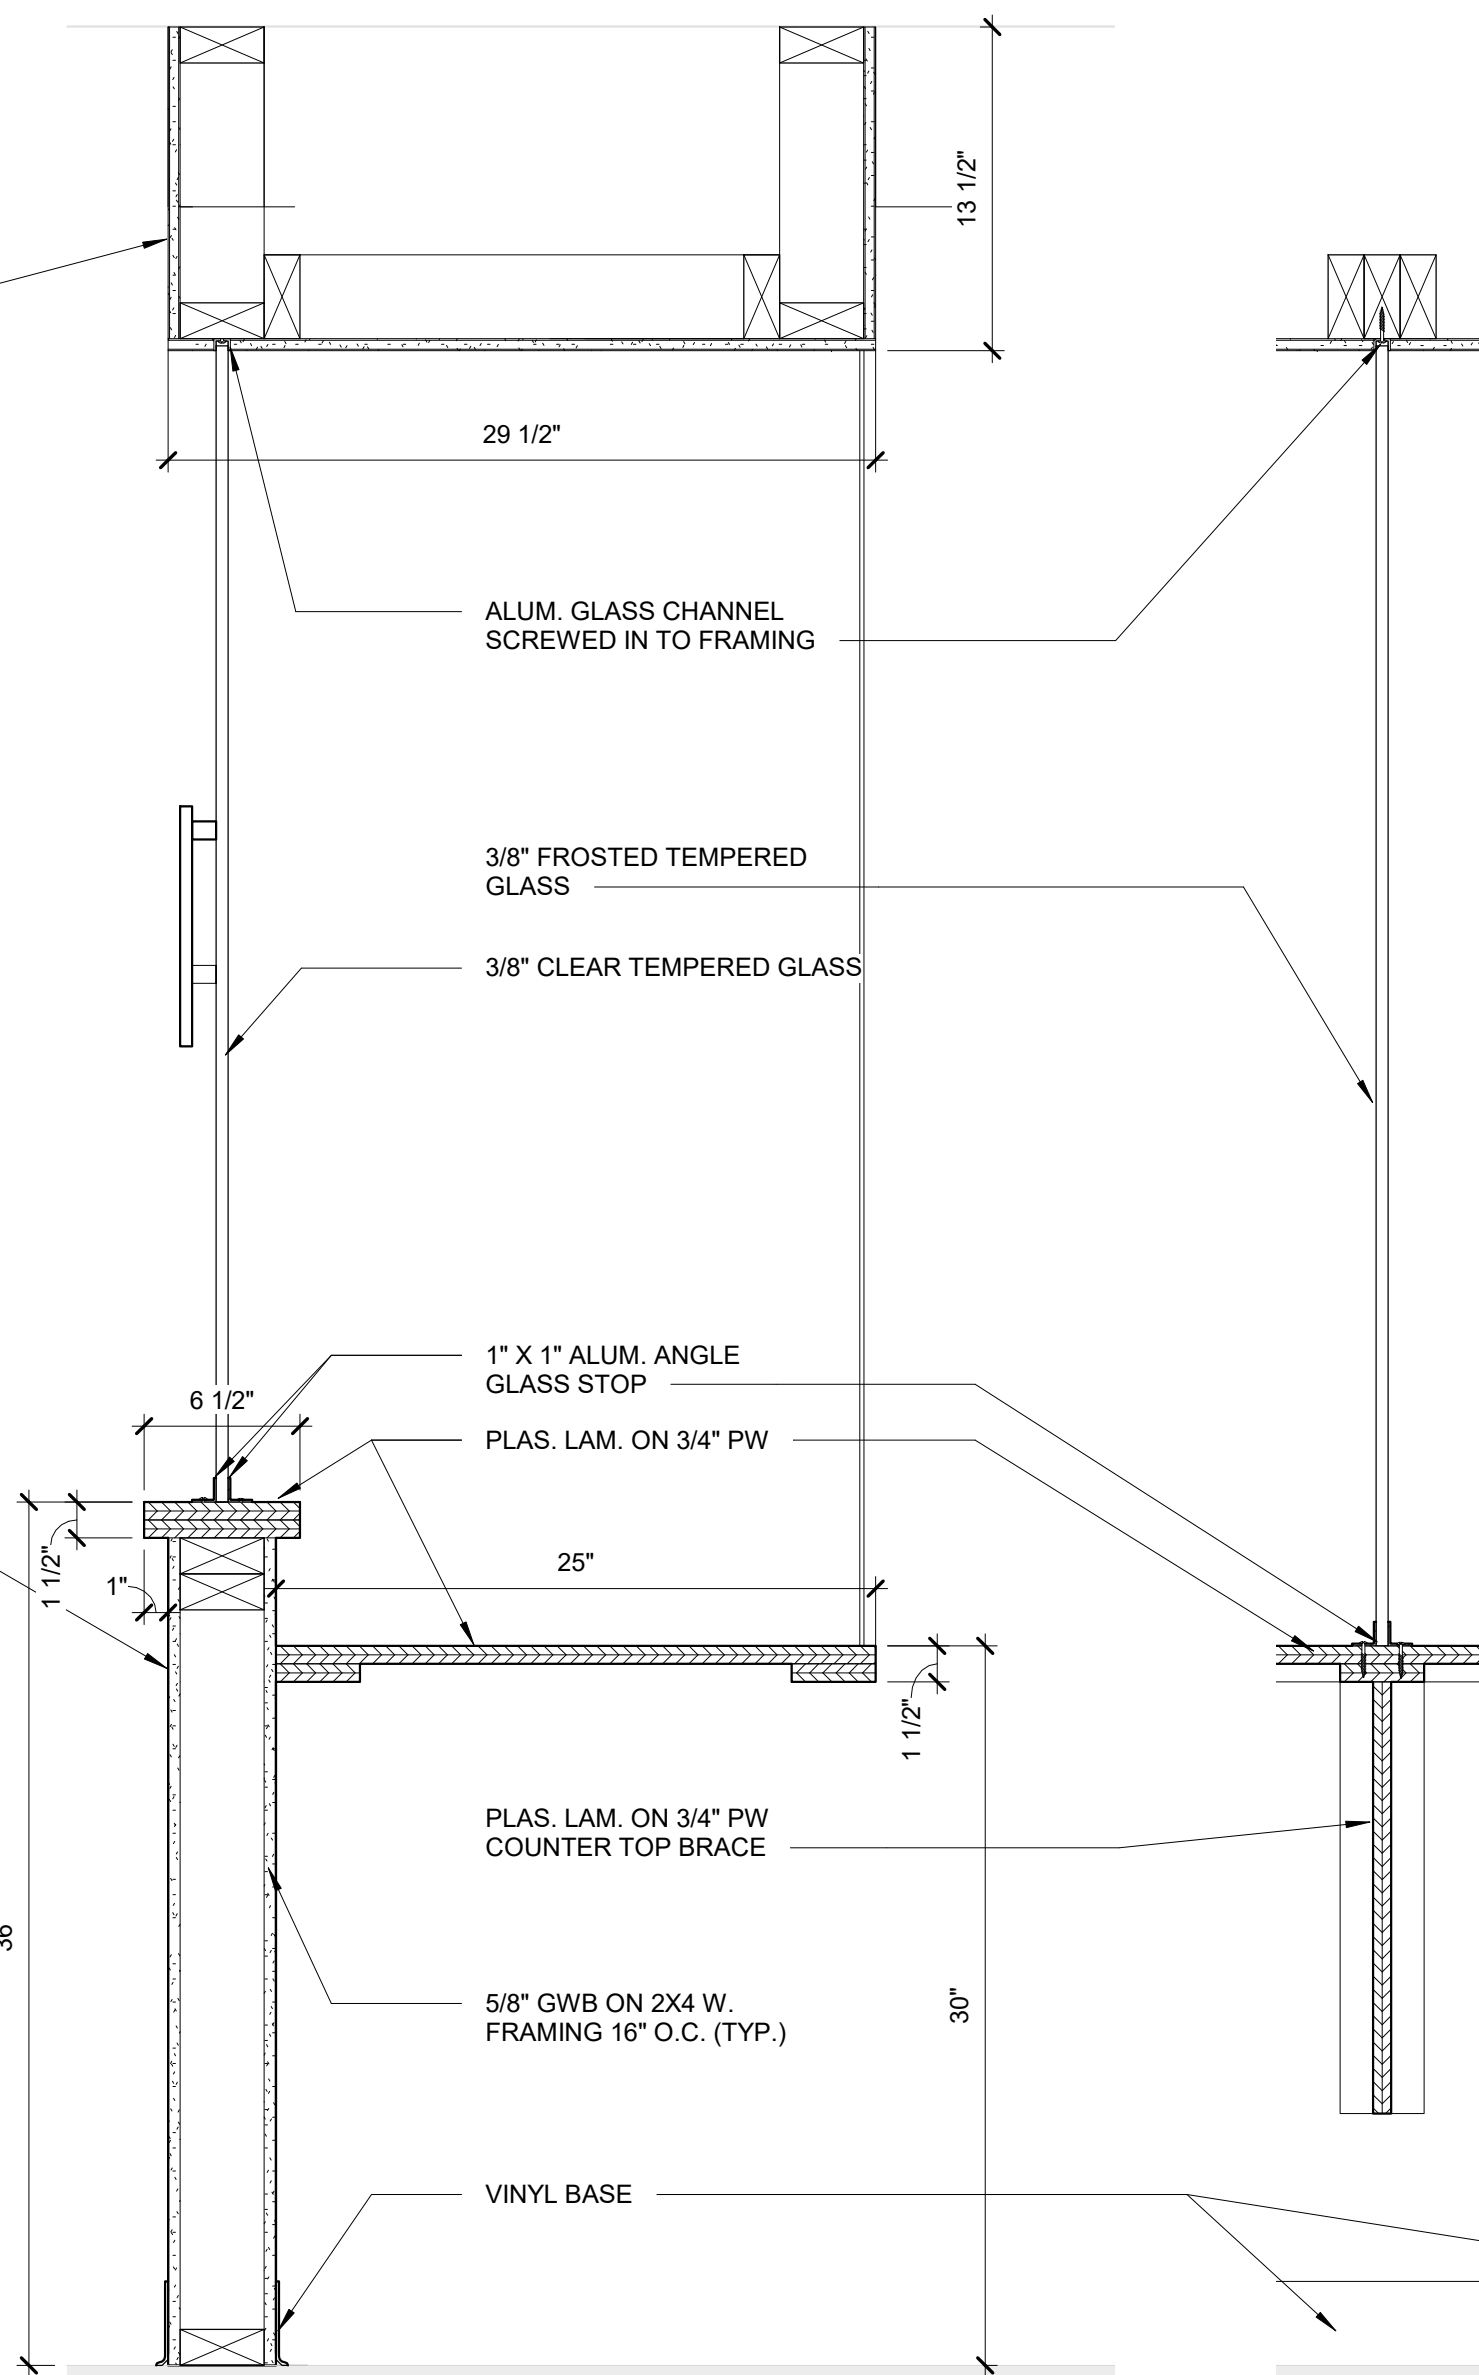 13 1/2"
29 1/2"
ALUM. GLASS CHANNEL
SCREWED IN TO FRAMING
3/8" FROSTED TEMPERED
GLASS
3/8" CLEAR TEMPERED GLASS
1" X 1" ALUM. ANGLE
GLASS STOP
6 1/2"
PLAS. LAM. ON 3/4" PW
1 1/2"
1"
25"
1 1/2"
PLAS. LAM. ON 3/4" PW
COUNTER TOP BRACE
36
5/8" GWB ON 2X4 W.
FRAMING 16" O.C. (TYP.)
30"
VINYL BASE